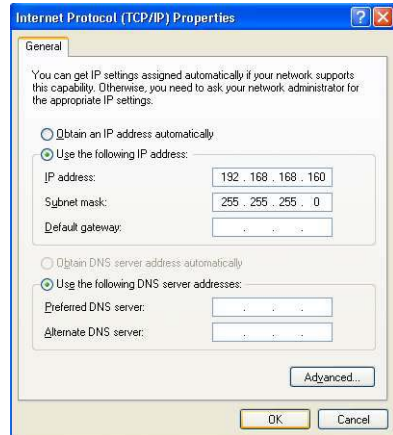 Internet Protocol (TCP/IP) Properties
General
You can get IP settings assigned automatically if your network supports
this capability. Otherwise, you need to ask your network administrator for
the appropriate IP settings.
Obtain an IP address automatically
Use the following IP address:
IP address: 192 . 168 . 168 . 160
Subnet mask: 255 . 255 . 255 . 0
Default gateway: . . .
Obtain DNS server address automatically
Use the following DNS server addresses:
Preferred DNS server: . . .
Alternate DNS server: . . .
Advanced...
OK Cancel